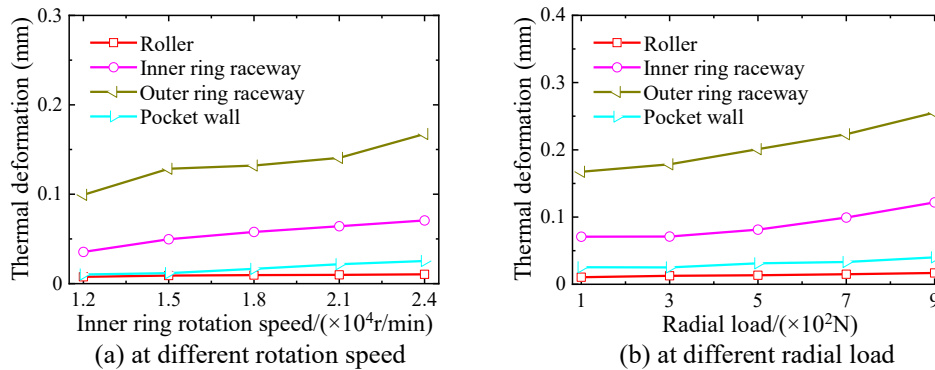 0.3
0.2
0.1
0
Thermal deformation (mm)
Roller
Inner ring raceway
Outer ring raceway
Pocket wall
1.2 1.5 1.8 2.1 2.4
Inner ring rotation speed/(×10⁴r/min)
(a) at different rotation speed
0.4
0.3
0.2
0.1
0
Thermal deformation (mm)
Roller
Inner ring raceway
Outer ring raceway
Pocket wall
1 3 5 7 9
Radial load/(×10²N)
(b) at different radial load